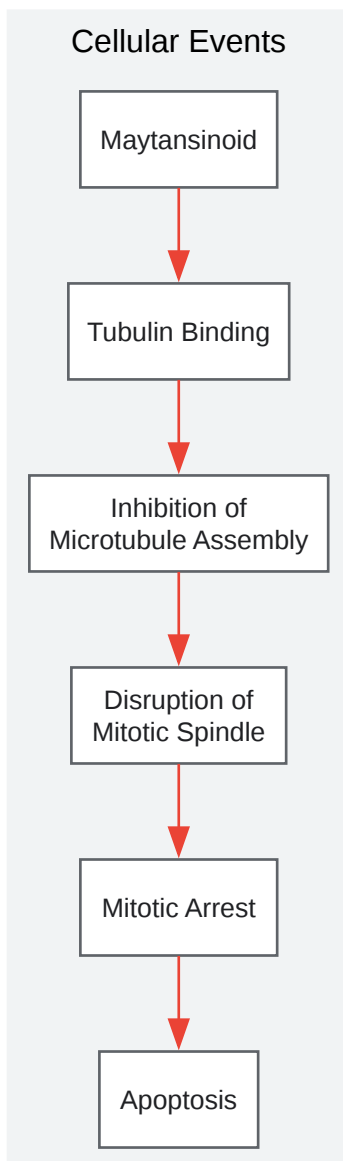 Cellular Events
Maytansinoid
Tubulin Binding
Inhibition of
Microtubule Assembly
Disruption of
Mitotic Spindle
Mitotic Arrest
Apoptosis